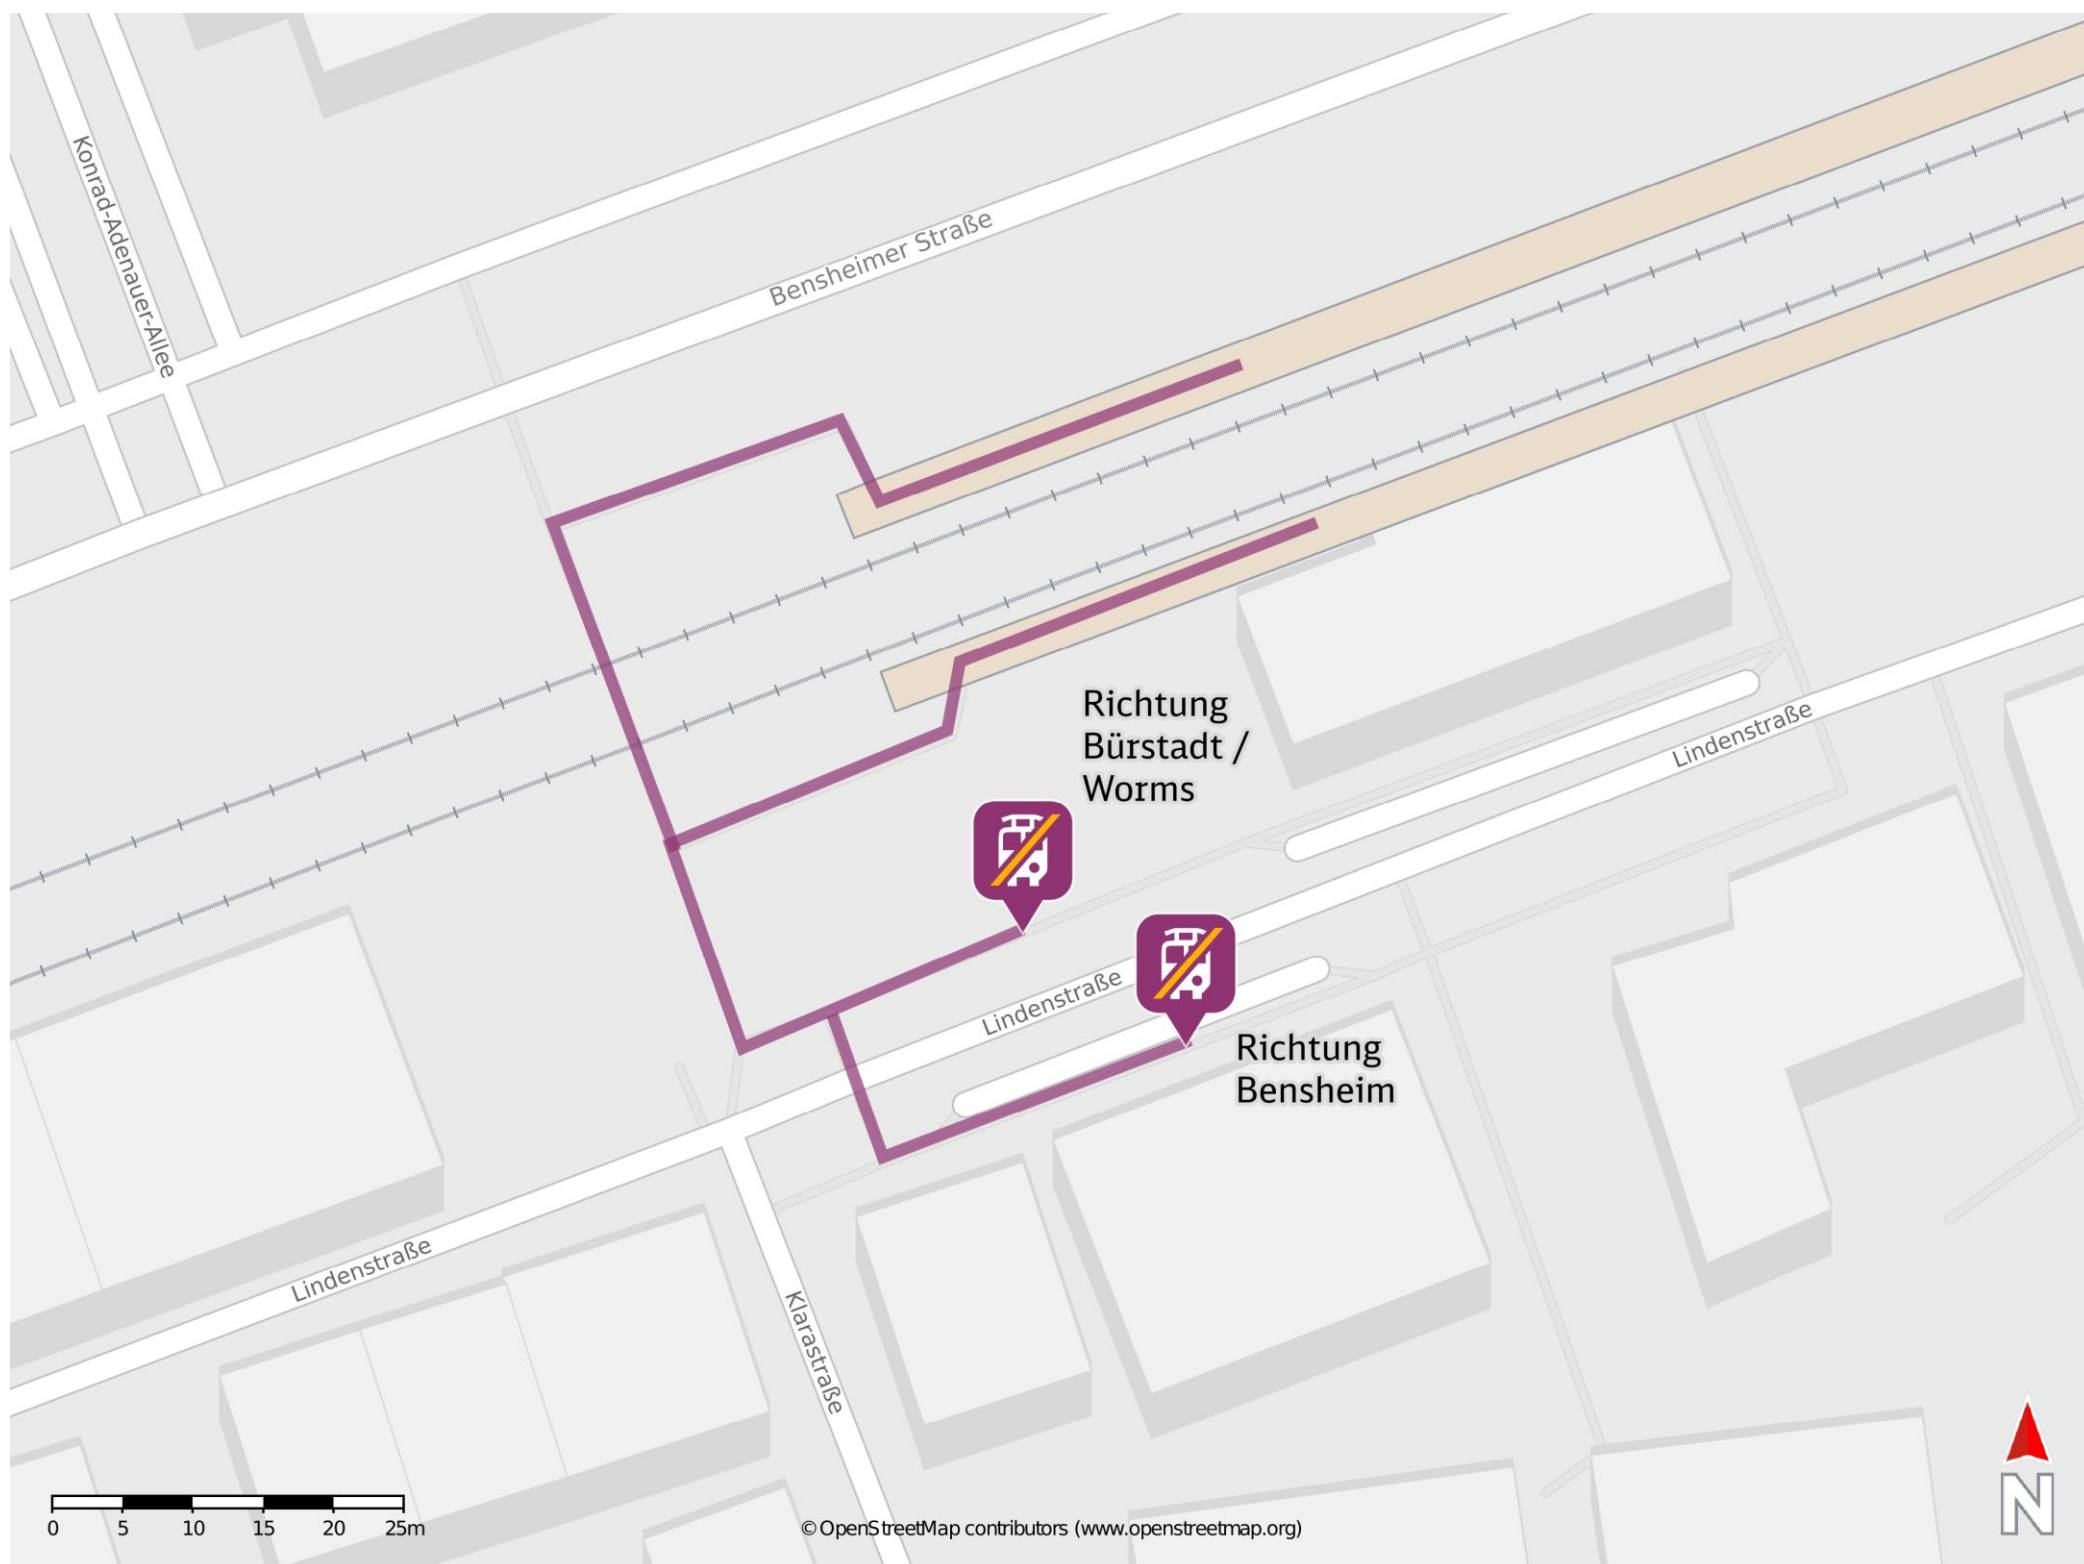 Konrad-Adenauer-Allee
Bensheimer Straße
Richtung
Bürstadt /
Worms
Lindenstraße
Lindenstraße
Richtung
Bensheim
Lindenstraße
Klarastraße
0 5 10 15 20 25m
© OpenStreetMap contributors (www.openstreetmap.org)
N